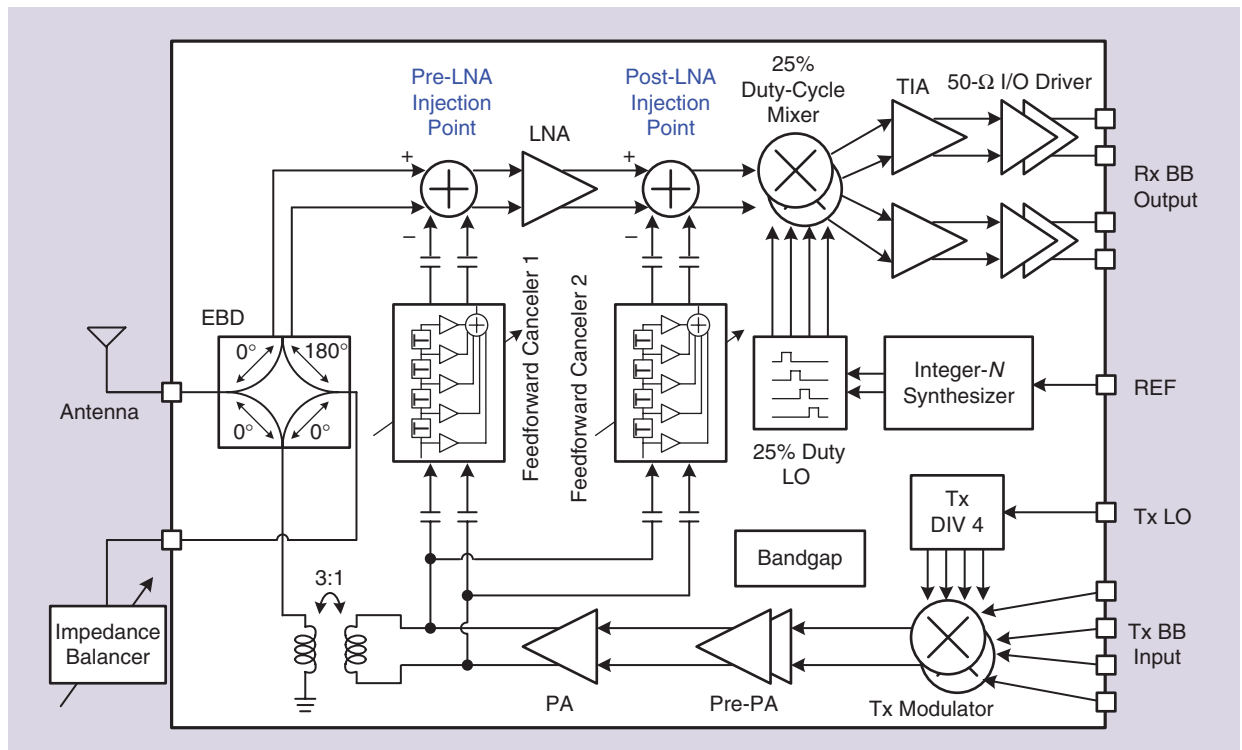 Pre-LNA
Injection
Point
Post-LNA
Injection
Point
25%
Duty-Cycle
Mixer
TIA
50-Ω I/O Driver
LNA
+
+
–
–
Rx BB
Output
EBD
0°
180°
0°
0°
Antenna
Feedforward Canceler 1
Feedforward Canceler 2
T
T
T
T
T
T
T
T
Integer-N
Synthesizer
REF
25% Duty
LO
Tx
DIV 4
Tx LO
Bandgap
3:1
Impedance
Balancer
PA
Pre-PA
Tx Modulator
Tx BB
Input